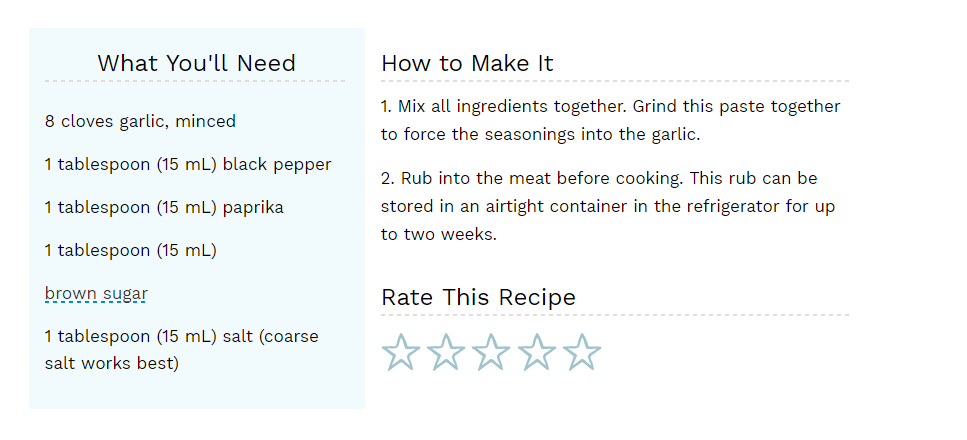 What You'll Need
8 cloves garlic, minced
1 tablespoon (15 mL) black pepper
1 tablespoon (15 mL) paprika
1 tablespoon (15 mL)
brown sugar
1 tablespoon (15 mL) salt (coarse
salt works best)
How to Make It
1. Mix all ingredients together. Grind this paste together
to force the seasonings into the garlic.
2. Rub into the meat before cooking. This rub can be
stored in an airtight container in the refrigerator for up
to two weeks.
Rate This Recipe